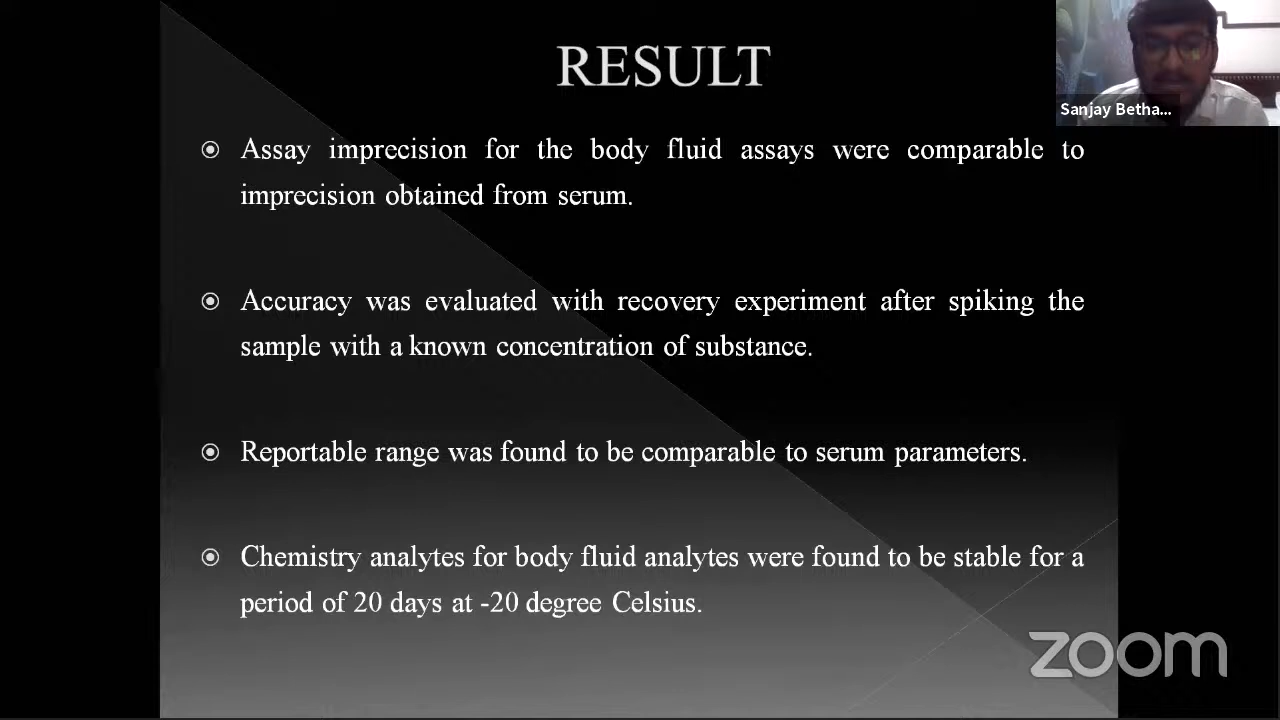 RESULT
Sanjay Betha...
Assay imprecision for the body fluid assays were comparable to
imprecision obtained from serum.
Accuracy was evaluated with recovery experiment after spiking the
sample with a known concentration of substance.
Reportable range was found to be comparable to serum parameters.
Chemistry analytes for body fluid analytes were found to be stable for a
period of 20 days at -20 degree Celsius.
zoom